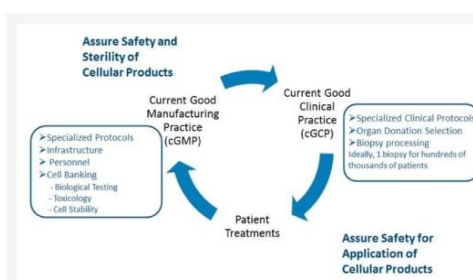 Assure Safety and
Sterility of
Cellular Products
Current Good
Manufacturing
Practice
(cGMP)
Current Good
Clinical
Practice
(cGCP)
➢Specialized Protocols
➢Infrastructure
➢ Personnel
➢Cell Banking
- Biological Testing
- Toxicology
- Cell Stability
➢Specialized Clinical Protocols
➢Organ Donation Selection
➢Biopsy processing
Ideally, 1 biopsy for hundreds of
thousands of patients
Patient
Treatments
Assure Safety for
Application of
Cellular Products